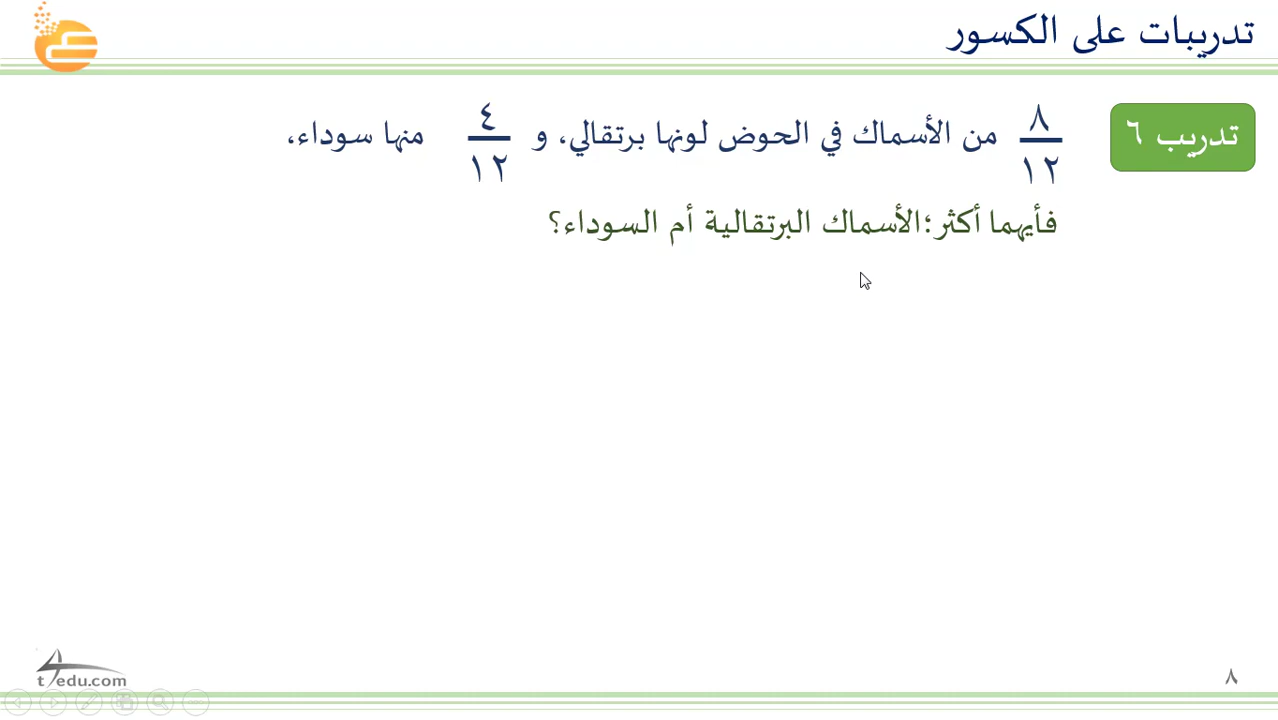 تدريبات على الكسور
تدريب ٦
٨/١٢ من الأسماك في الحوض لونها برتقالي، و ٤/١٢ منها سوداء،
فأيهما أكثر؛الأسماك البرتقالية أم السوداء؟
t4edu.com
٨